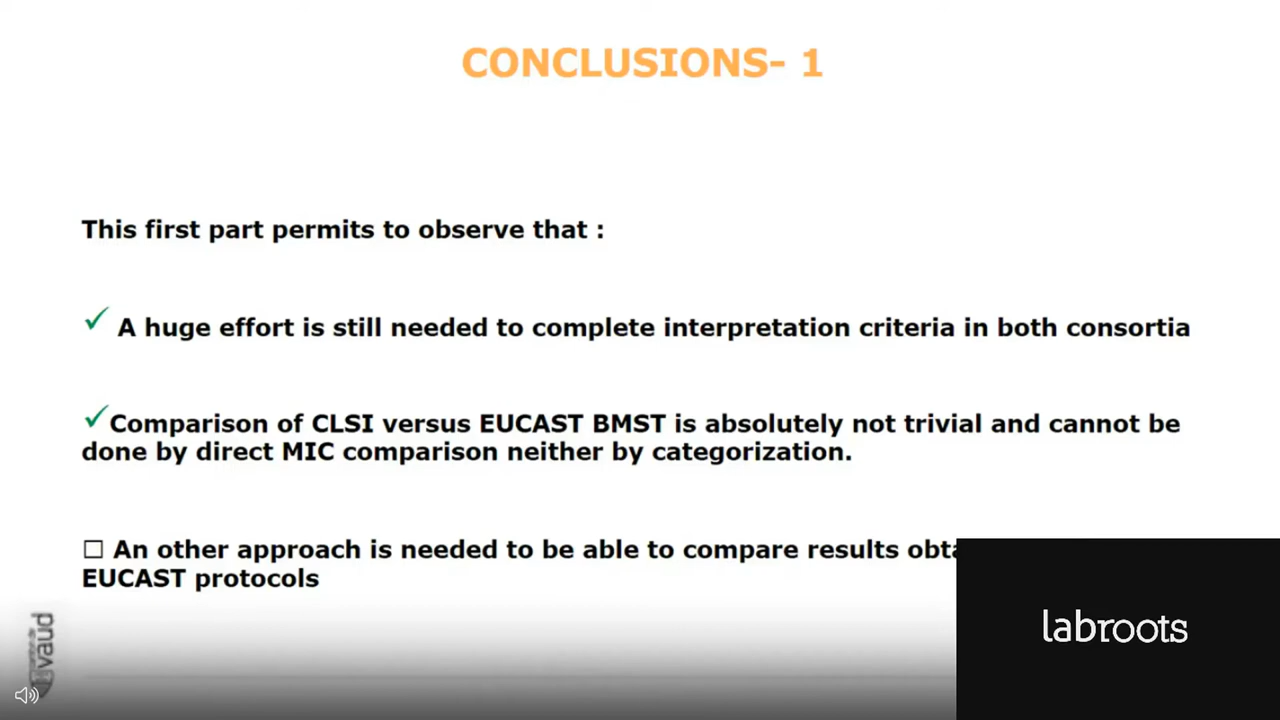 CONCLUSIONS- 1
This first part permits to observe that :
✓ A huge effort is still needed to complete interpretation criteria in both consortia
✓Comparison of CLSI versus EUCAST BMST is absolutely not trivial and cannot be
done by direct MIC comparison neither by categorization.
☐ An other approach is needed to be able to compare results
EUCAST protocols
vaud
labroots